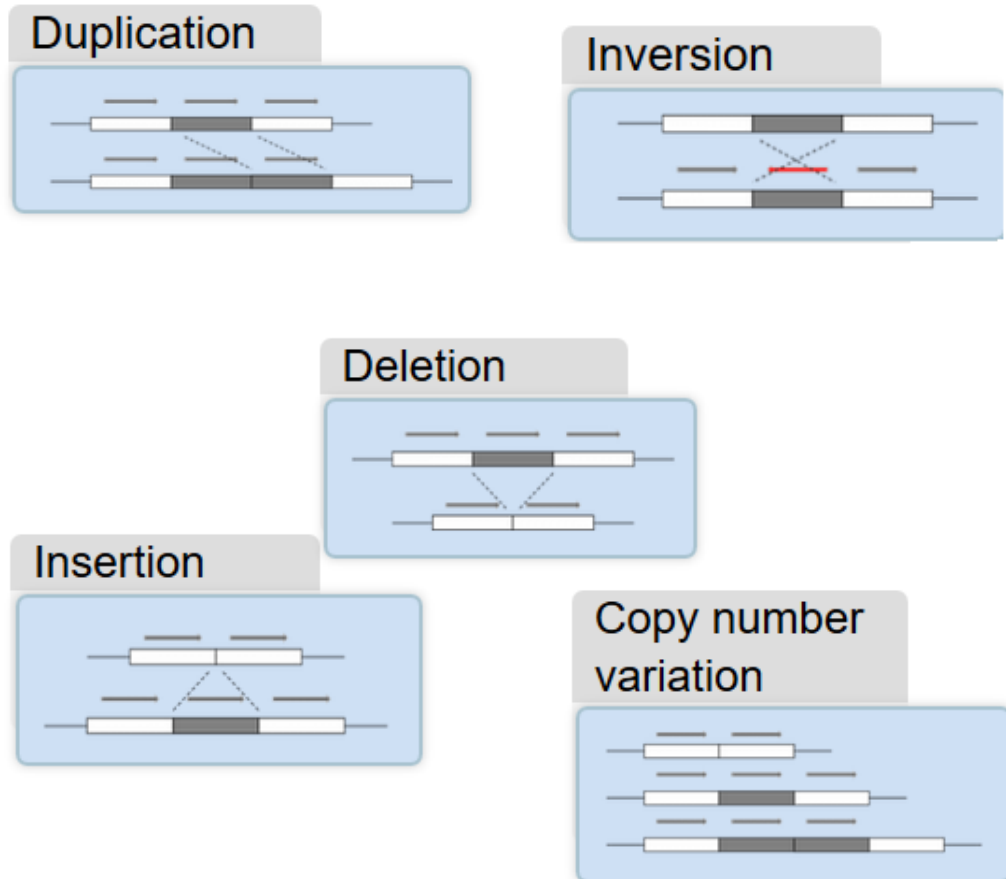 Duplication
Inversion
Deletion
Insertion
Copy number
variation